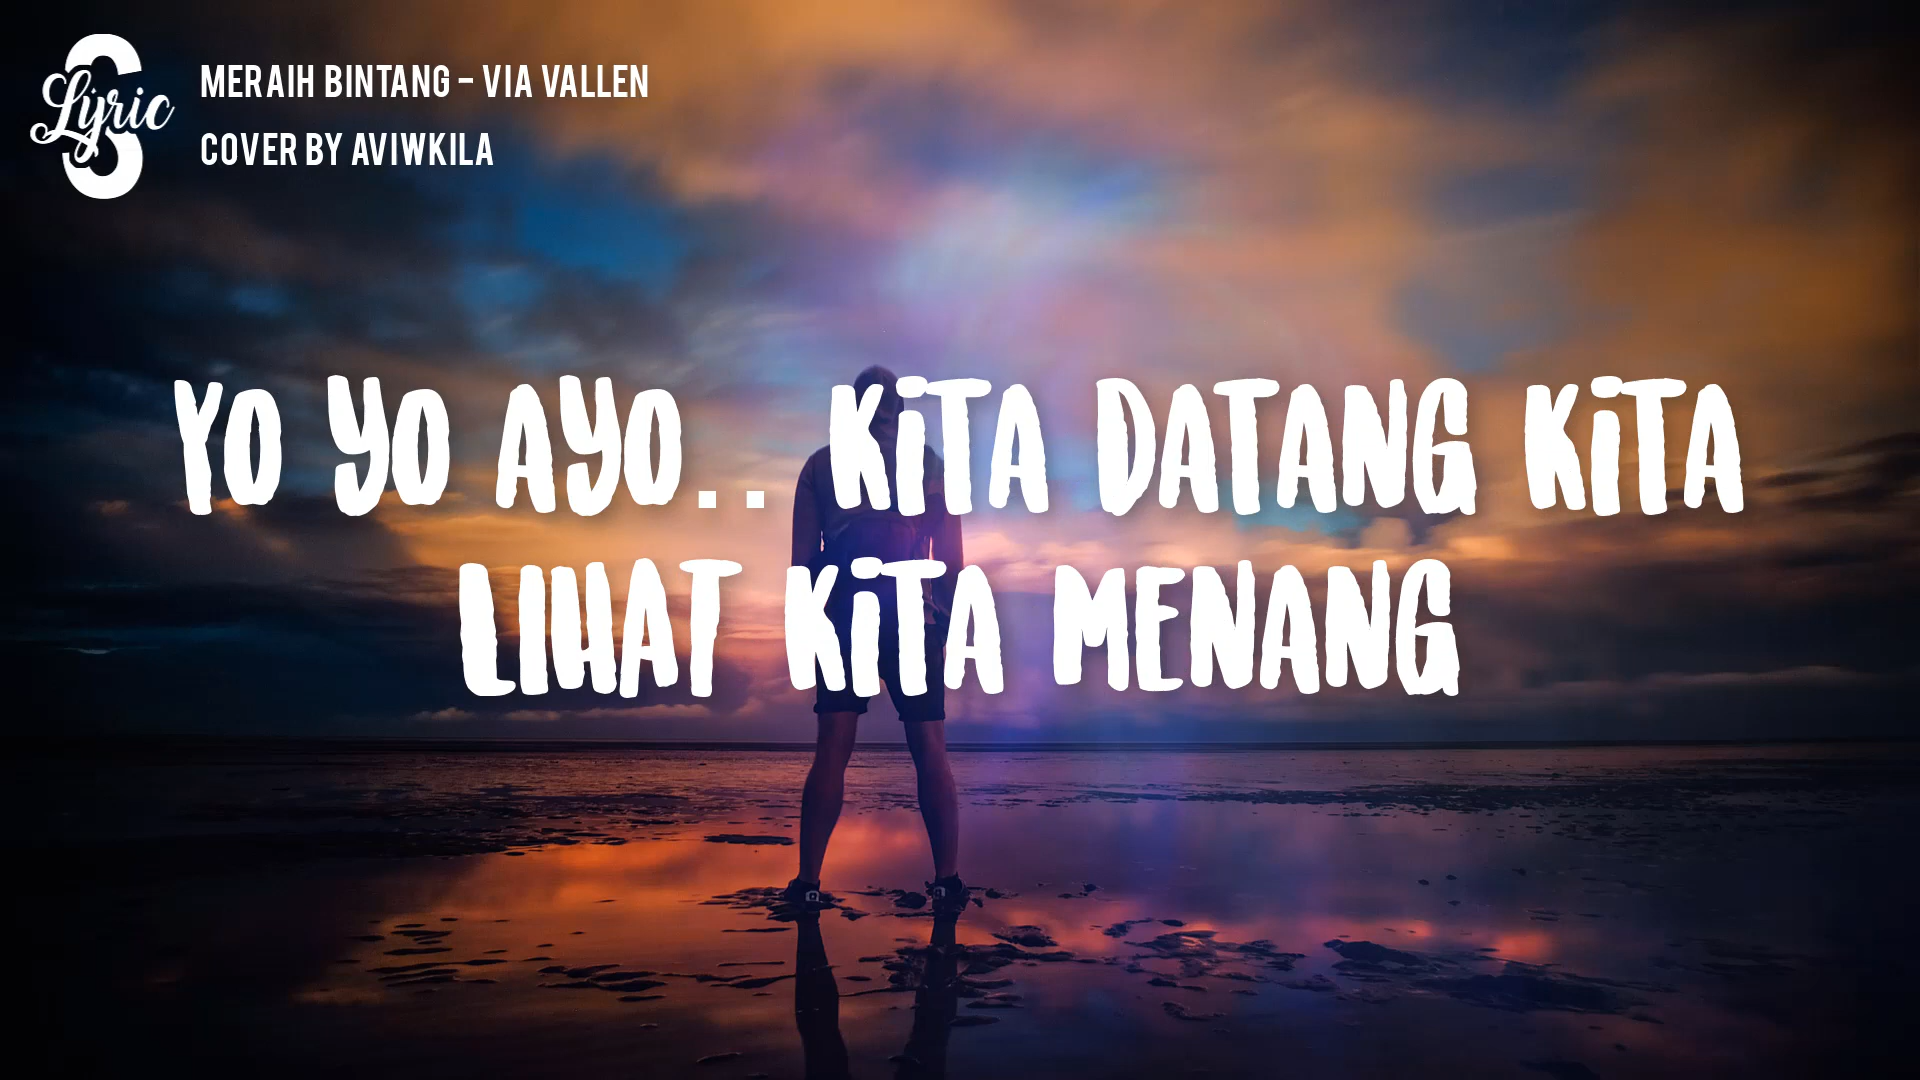 S
Lyric
MERAIH BINTANG - VIA VALLEN
COVER BY AVIWKILA
YO YO AYO.. KITA DATANG KITA
LIHAT KITA MENANG